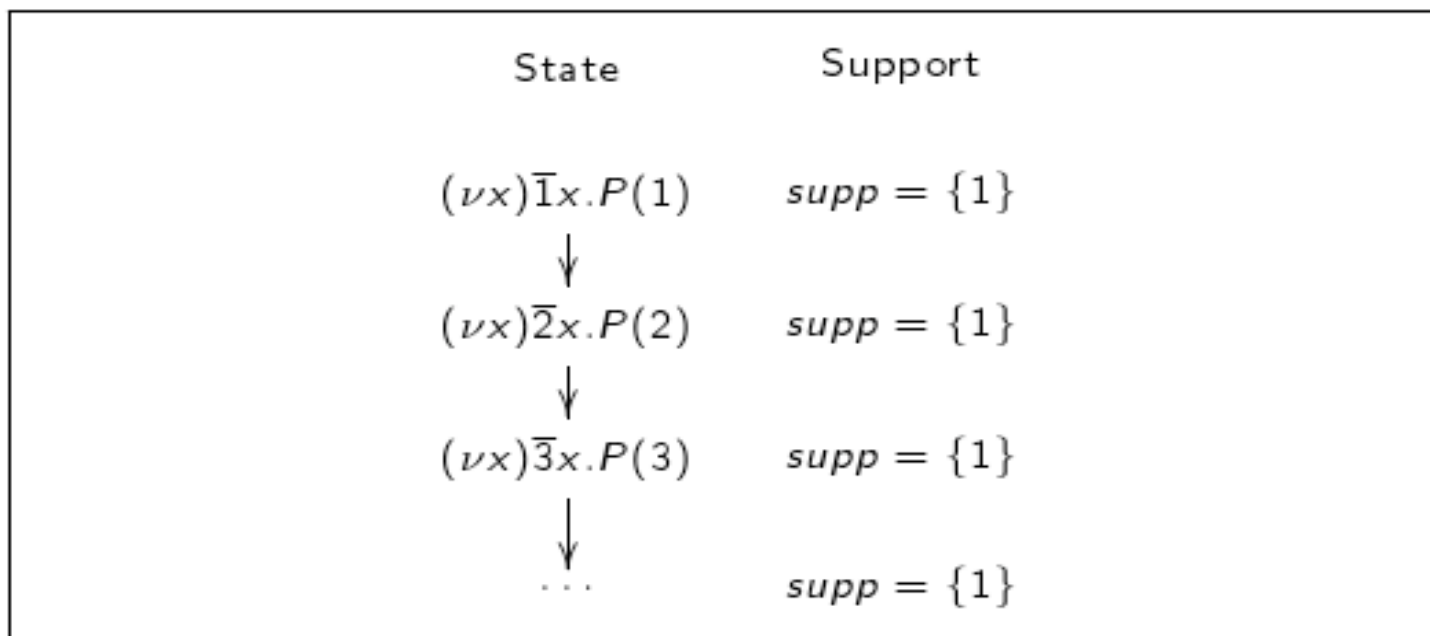 State Support
(νx)1̅x.P(1) supp = {1}
(νx)2̅x.P(2) supp = {1}
(νx)3̅x.P(3) supp = {1}
... supp = {1}